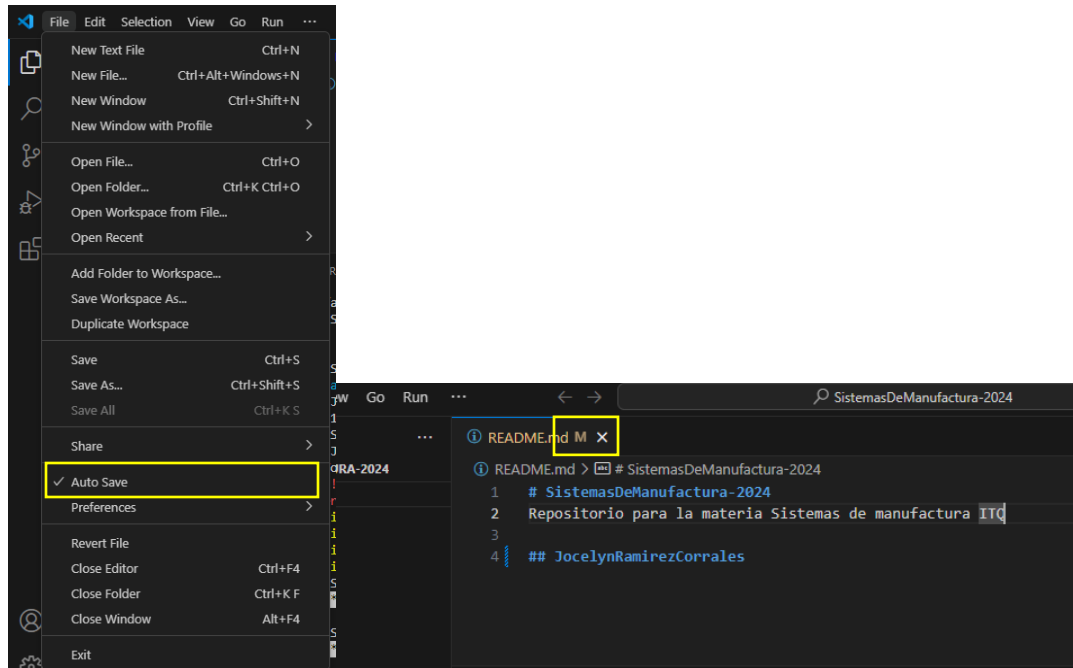 File Edit Selection View Go Run ...
New Text File Ctrl+N
New File... Ctrl+Alt+Windows+N
New Window Ctrl+Shift+N
New Window with Profile
Open File... Ctrl+O
Open Folder... Ctrl+K Ctrl+O
Open Workspace from File...
Open Recent
Add Folder to Workspace...
Save Workspace As...
Duplicate Workspace
Save Ctrl+S
Save As... Ctrl+Shift+S
Save All Ctrl+K S
Share
Auto Save
Preferences
Revert File
Close Editor Ctrl+F4
Close Folder Ctrl+K F
Close Window Alt+F4
Exit
Go Run ... SistemasDeManufactura-2024
README.md M
RA-2024
README.md > # SistemasDeManufactura-2024
1 # SistemasDeManufactura-2024
2 Repositorio para la materia Sistemas de manufactura ITQ
3
4 ## JocelynRamirezCorrales